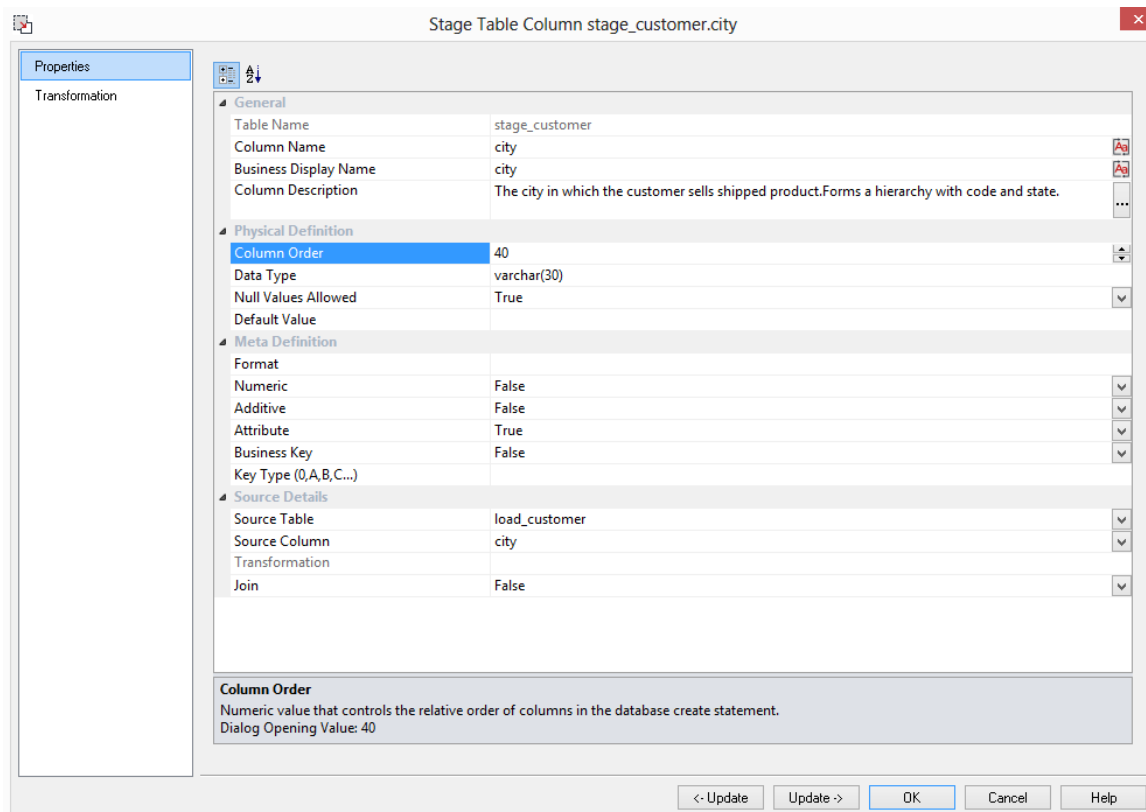 Stage Table Column stage_customer.city
Properties
Transformation
General
Table Name stage_customer
Column Name city
Business Display Name city
Column Description The city in which the customer sells shipped product.Forms a hierarchy with code and state.
...
Physical Definition
Column Order 40
Data Type varchar(30)
Null Values Allowed True
Default Value
Meta Definition
Format
Numeric False
Additive False
Attribute True
Business Key False
Key Type (0,A,B,C...)
Source Details
Source Table load_customer
Source Column city
Transformation
Join False
Column Order
Numeric value that controls the relative order of columns in the database create statement.
Dialog Opening Value: 40
<- Update Update -> OK Cancel Help